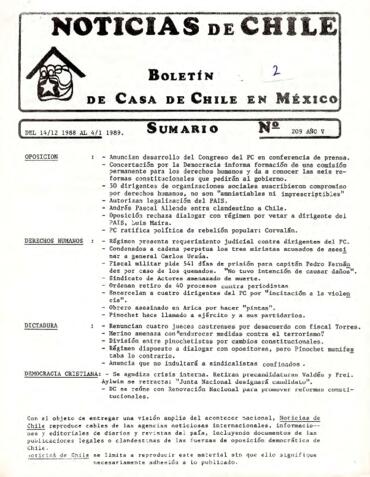 NOTICIAS DE CHILE
BOLETÍN
2
DE CASA DE CHILE EN MÉXICO
DEL 14/12 1988 AL 4/1 1989.
SUMARIO
Nº
209 AÑO V
OPOSICION : - Anuncian desarrollo del Congreso del PC en conferencia de prensa.
- Concertación por la Democracia informa formación de una comisión
permanente para los derechos humanos y da a conocer las seis re-
formas constitucionales que pedirán al gobierno.
- 30 dirigentes de organizaciones sociales suscribieron compromiso
por derechos humanos, no son "amnistiables ni imprescriptibles"
- Autorizan legalización del PAIS.
- Andrés Pascal Allende entra clandestino a Chile.
- Oposición rechaza dialogar con régimen por vetar a dirigente del
PAIS, Luis Maira.
- PC ratifica política de rebelión popular: Corvalán.
DERECHOS HUMANOS : - Régimen presenta requerimiento judicial contra dirigentes del PC.
- Condenados a cadena perpetua los tres miristas acusados de asesi-
nar a general Carlos Urzúa.
- Fiscal militar pide 541 días de prisión para capitán Pedro Fernán
dez por caso de los quemados. "No tuvo intención de causar daños".
- Sindicato de Actores amenazado de muerte.
- Ordenan retiro de 40 procesos contra periodistas
- Encarcelan a cuatro dirigentes del PC por "incitación a la violen
cia".
- Obrero asesinado en Arica por hacer "pintas".
- Pinochet hace llamado a ejército y a sus partidarios.
DICTADURA : - Renuncian cuatro jueces castrenses por desacuerdo con fiscal Torres.
- Merino amenaza con "endurecer medidas contra el terrorismo?
- División entre pinochetistas por cambios constitucionales.
- Régimen dispuesto a dialogar con opositores, pero Pinochet manifes
taba lo contrario.
- Anuncia que no indultará a sindicalistas confinados.
DEMOCRACIA CRISTIANA: - Se agudiza crisis interna. Retiran precandidaturas Valdés y Frei.
Aylwin se retracta: "Junta Nacional designará candidato".
- DC se reúne con Renovación Nacional para promover reformas consti-
tucionales.
Con el objeto de entregar una visión amplia del acontecer nacional, Noticias de
Chile reproduce cables de las agencias noticiosas internacionales, informacio-
nes y editoriales de diarios y revistas del país, incluyendo documentos de las
publicaciones legales o clandestinas de las fuerzas de oposición democrática de
Chile.
Noticias de Chile se limita a reproducir este material sin que ello signifique
necesariamente adhesión a lo publicado.